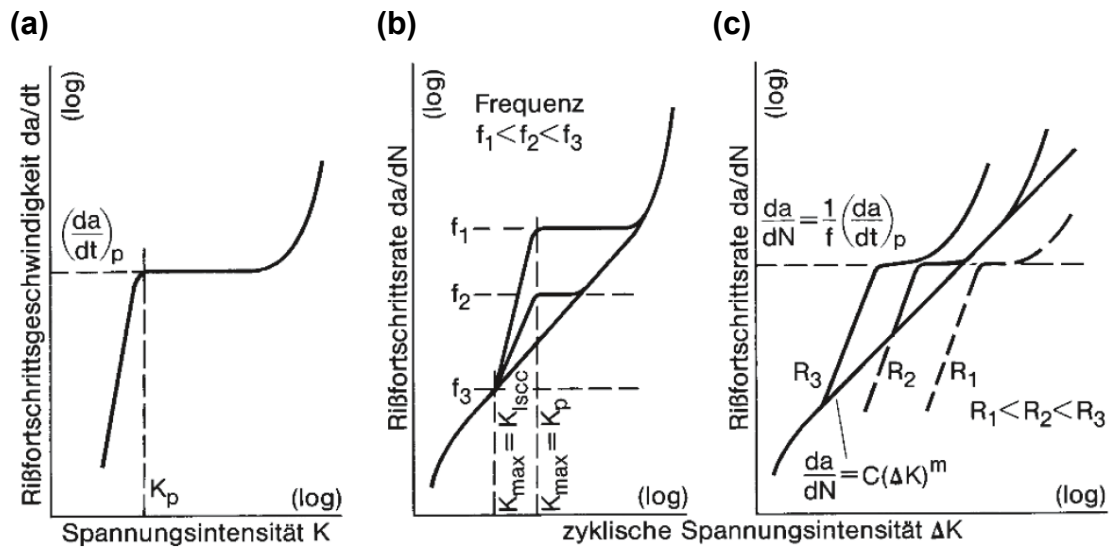 (a)
Rißfortschrittsgeschwindigkeit da/dt
(log)
(da/dt)p
Kp
(log)
Spannungsintensität K
(b)
Rißfortschrittsrate da/dN
(log)
Frequenz
f1<f2<f3
f1
f2
f3
Kmax=KIscc
Kmax=Kp
(log)
(c)
Rißfortschrittsrate da/dN
(log)
da/dN=1/f(da/dt)p
R3
R2
R1
R1<R2<R3
da/dN=C(ΔK)^m
(log)
zyklische Spannungsintensität ΔK